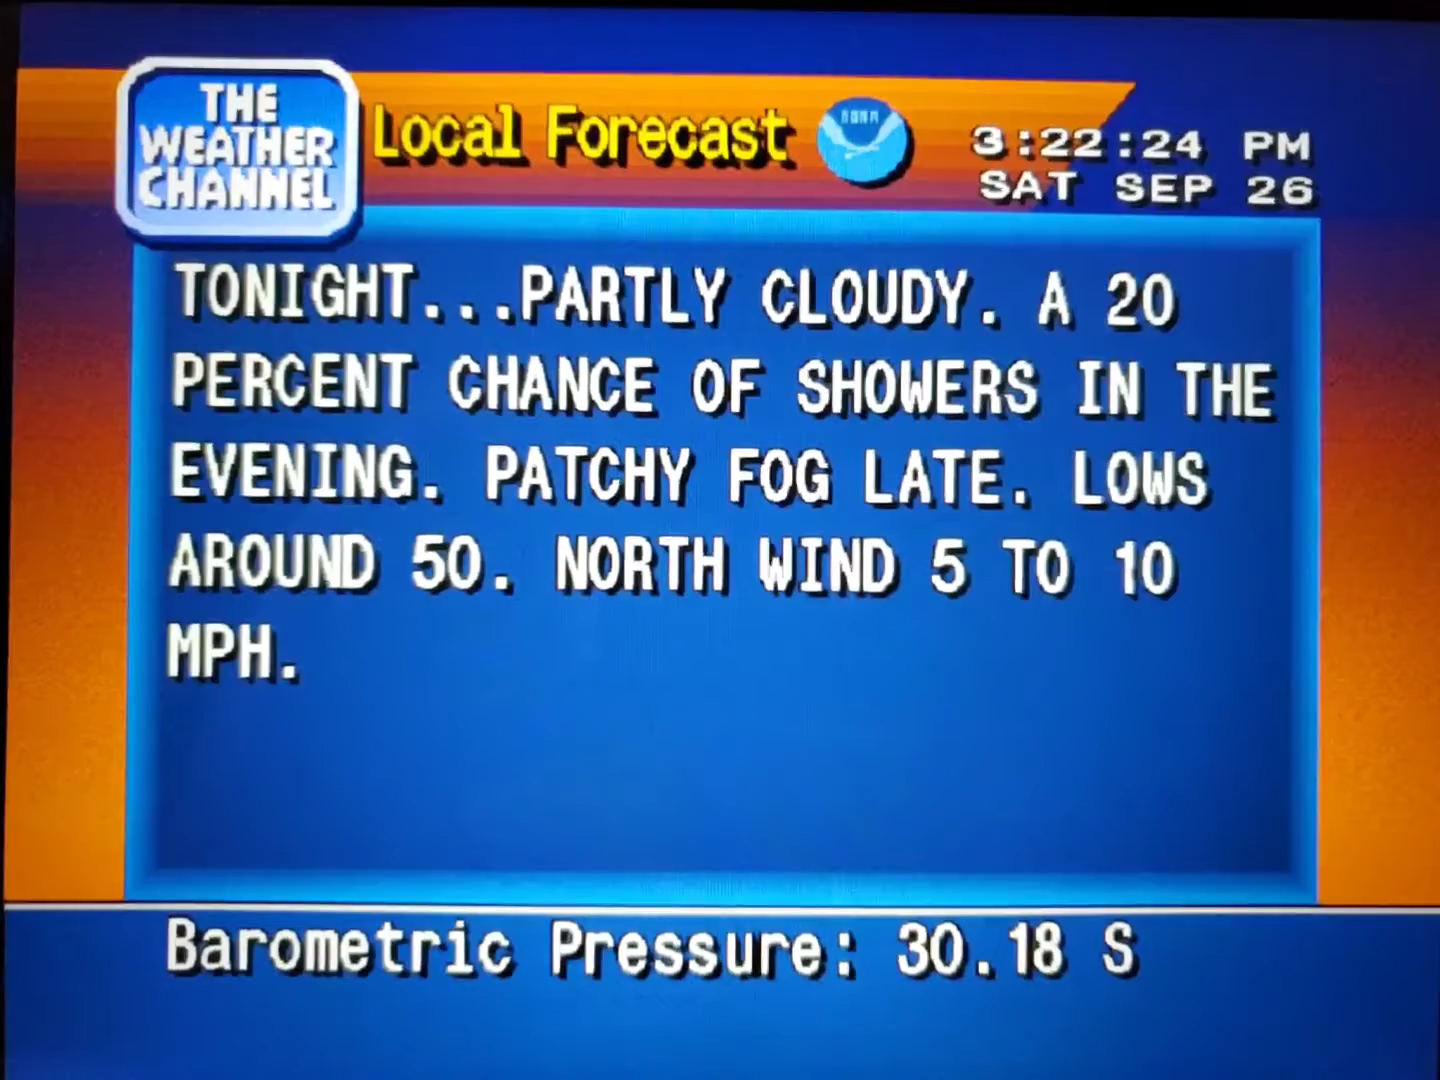 THE
WEATHER
CHANNEL
Local Forecast
NOAA
3:22:24 PM
SAT SEP 26
TONIGHT...PARTLY CLOUDY. A 20
PERCENT CHANCE OF SHOWERS IN THE
EVENING. PATCHY FOG LATE. LOWS
AROUND 50. NORTH WIND 5 TO 10
MPH.
Barometric Pressure: 30.18 S